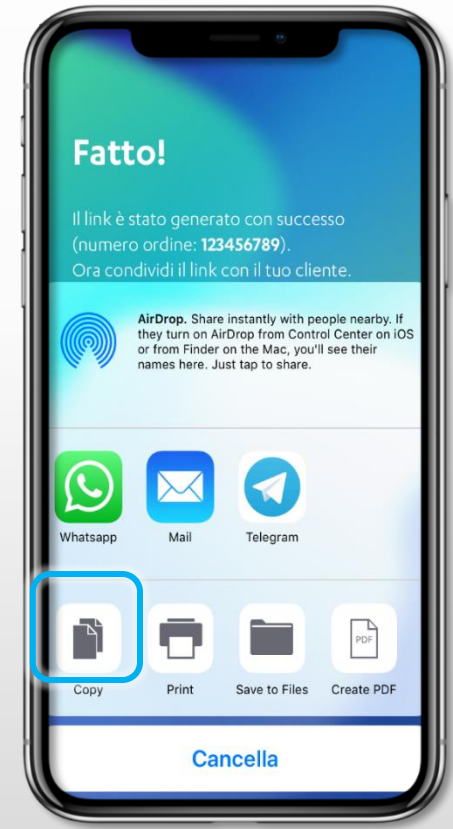 Fatto!
Il link è stato generato con successo
(numero ordine: 123456789).
Ora condividi il link con il tuo cliente.
AirDrop. Share instantly with people nearby. If
they turn on AirDrop from Control Center on iOS
or from Finder on the Mac, you'll see their
names here. Just tap to share.
Whatsapp Mail Telegram
PDF
Copy Print Save to Files Create PDF
Cancella